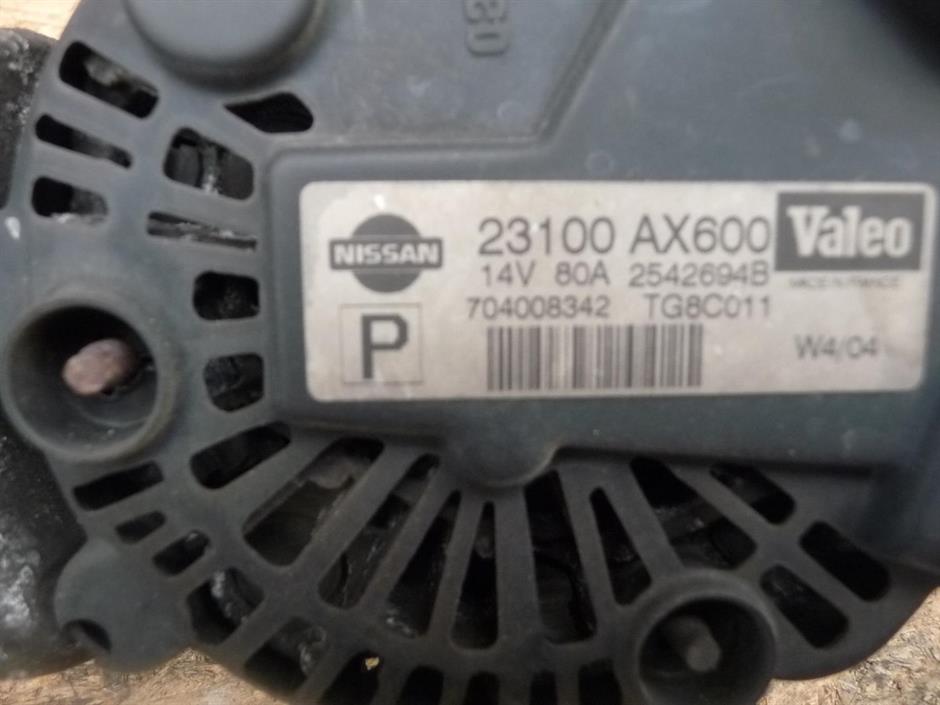 NISSAN
23100 AX600
Valeo
14V 80A 2542694B
MADE IN FRANCE
704008342 TG8C011
P
W4/04